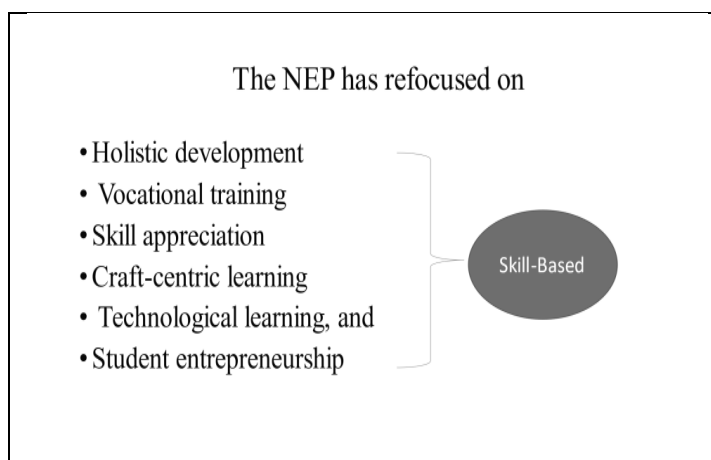 The NEP has refocused on
• Holistic development
• Vocational training
• Skill appreciation
• Craft-centric learning
• Technological learning, and
• Student entrepreneurship
Skill-Based